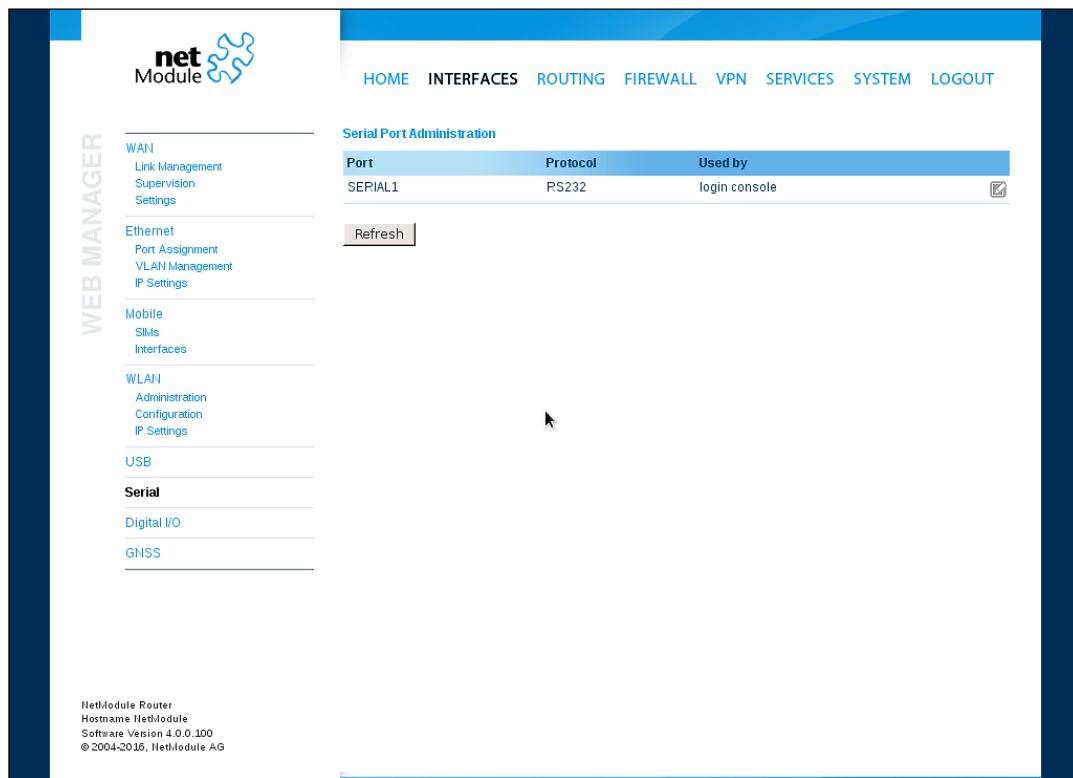 net
Module
HOME INTERFACES ROUTING FIREWALL VPN SERVICES SYSTEM LOGOUT
WEB MANAGER
WAN
Link Management
Supervision
Settings
Ethernet
Port Assignment
VLAN Management
IP Settings
Mobile
SIMs
Interfaces
WLAN
Administration
Configuration
IP Settings
USB
Serial
Digital I/O
GNSS
Serial Port Administration
Port Protocol Used by
SERIAL1 RS232 login console
Refresh
NetModule Router
Hostname NetModule
Software Version 4.0.0.100
© 2004-2016, NetModule AG